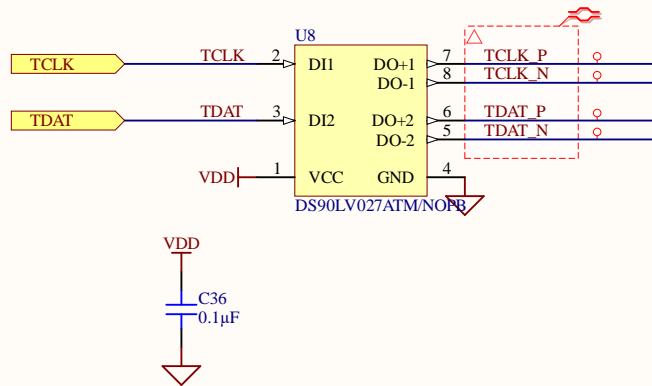 U8
TCLK
TCLK
2
DI1
DO+1
7
TCLK_P
DO-1
8
TCLK_N
TDAT
TDAT
3
DI2
DO+2
6
TDAT_P
DO-2
5
TDAT_N
VDD
1
VCC
GND
4
DS90LV027ATM/NOPB
VDD
C36
0.1µF